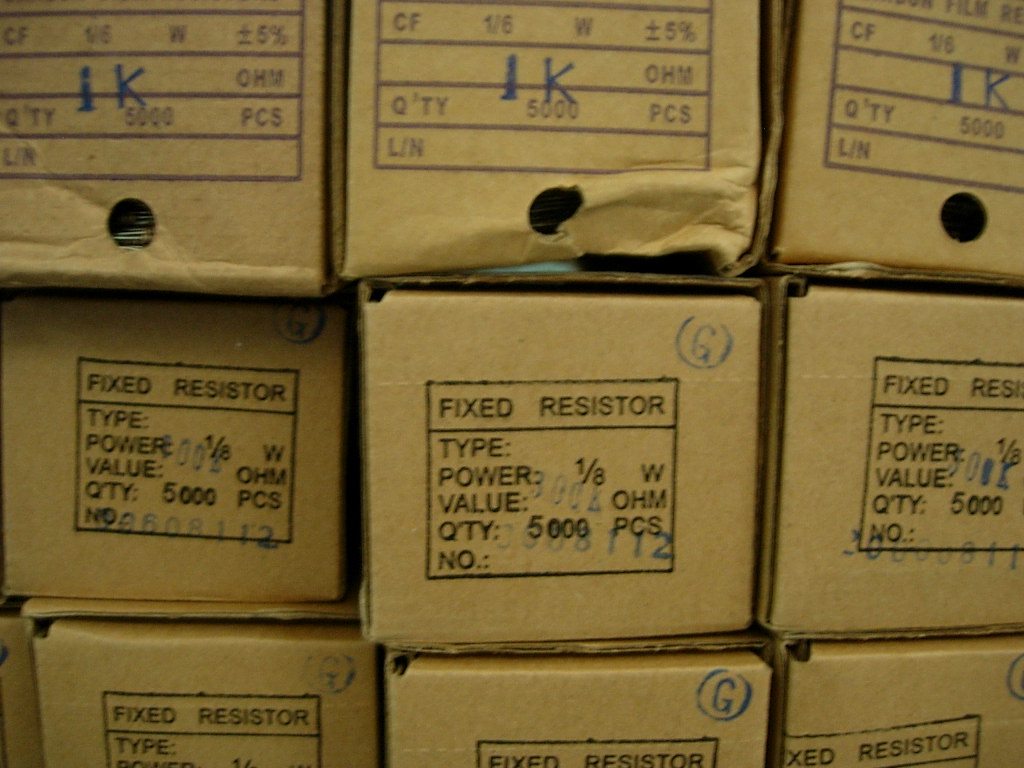 CF 1/6 W ±5%
1K OHM
Q'TY 5000 PCS
L/N
CF 1/6 W ±5%
1K OHM
Q'TY 5000 PCS
L/N
FILM
CF 1/6 W
1K
Q'TY 5000
L/N
(G)
FIXED RESISTOR
TYPE:
POWER: 1/8 W
VALUE: OHM
Q'TY: 5000 PCS
NO.:
(G)
FIXED RESISTOR
TYPE:
POWER: 1/8 W
VALUE: OHM
Q'TY: 5000 PCS
NO.:
FIXED
TYPE:
POWER: 1/8
VALUE:
Q'TY: 5000
NO.:
(G)
FIXED RESISTOR
TYPE:
(G)
FIXED RESISTOR
RESISTOR